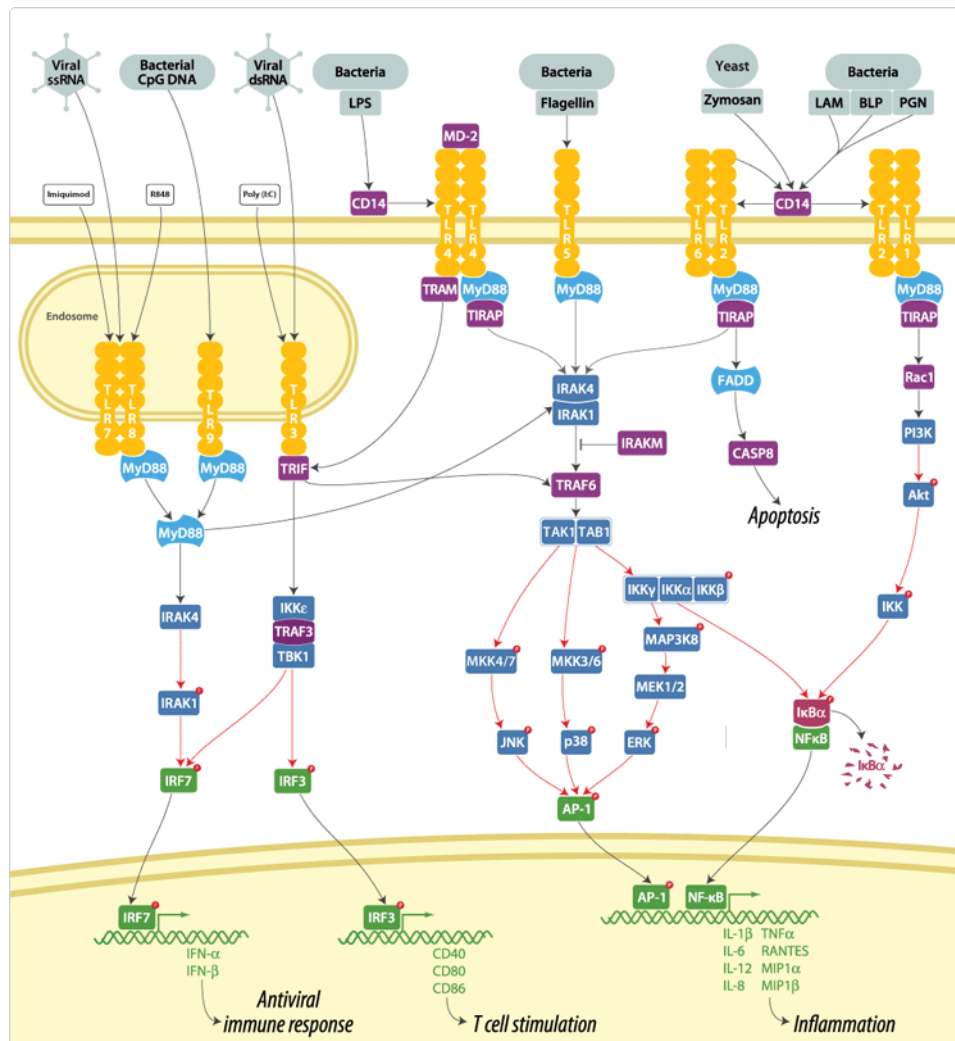 Viral
ssRNA
Bacterial
CpG DNA
Viral
dsRNA
Bacteria
LPS
Bacteria
Flagellin
Yeast
Zymosan
Bacteria
LAM
BLP
PGN
MD-2
Imiquimod
R848
Poly (I:C)
CD14
CD14
TLR4
TLR4
TLR5
TLR6
TLR2
TLR2
TLR1
TRAM
MyD88
TIRAP
MyD88
MyD88
TIRAP
MyD88
TIRAP
Endosome
TLR7
TLR8
TLR9
TLR3
MyD88
MyD88
TRIF
IRAK4
IRAK1
IRAKM
FADD
Rac1
PI3K
CASP8
TRAF6
Akt
P
Apoptosis
MyD88
TAK1
TAB1
IKKγ
IKKα
IKKβ
P
IRAK4
IKKε
TRAF3
TBK1
IKK
P
MAP3K8
P
MKK4/7
P
MKK3/6
P
MEK1/2
IRAK1
P
IκBα
P
NFκB
JNK
P
p38
P
ERK
P
IκBα
IRF7
P
IRF3
P
AP-1
P
AP-1
P
NF-κB
IRF7
P
IRF3
P
IFN-α
IFN-β
CD40
CD80
CD86
IL-1β TNFα
IL-6 RANTES
IL-12 MIP1α
IL-8 MIP1β
Antiviral
immune response
T cell stimulation
Inflammation